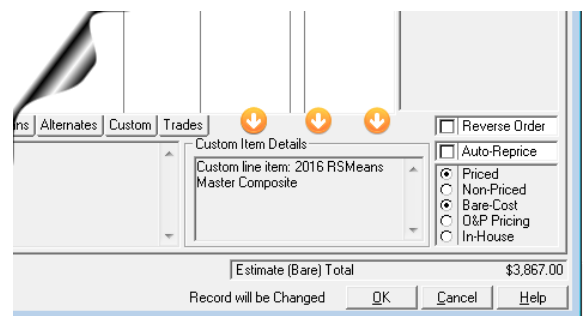 Alternates Custom Trades
Reverse Order
Custom Item Details
Auto-Reprice
Custom line item: 2016 RSMeans
Master Composite
Priced
Non-Priced
Bare-Cost
O&P Pricing
In-House
Estimate (Bare) Total $3,867.00
Record will be Changed OK Cancel Help